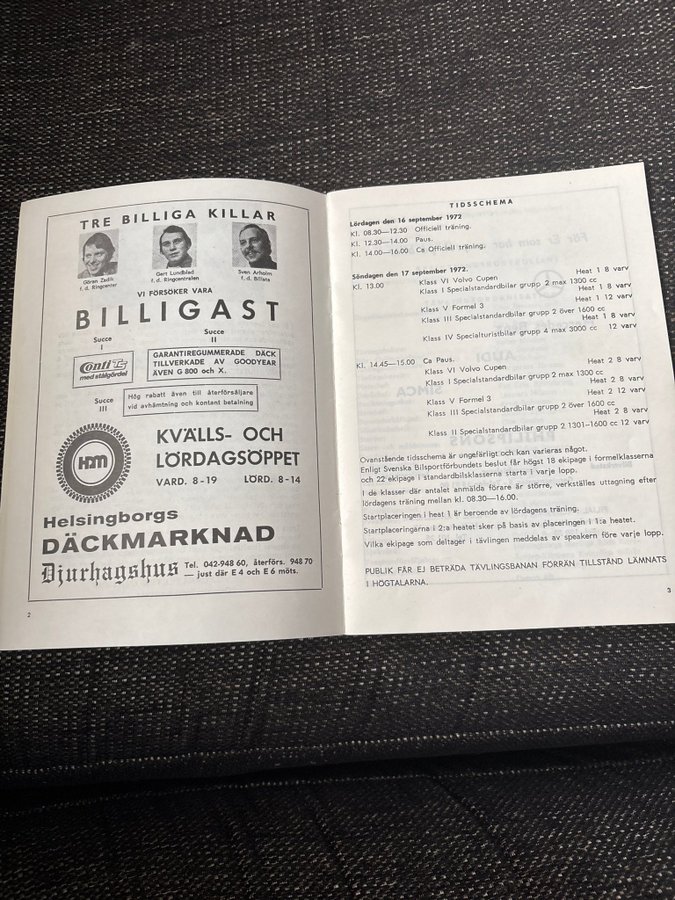 TRE BILLIGA KILLAR
Göran Zadik
f. d. Ringcenter
Gert Lundblad
f. d. Ringcentralen
Sven Arholm
f. d. Billista
VI FÖRSÖKER VARA
BILLIGAST
Succe
I
Conti TS
med stålgördel
Succe
II
GARANTIREGUMMERADE DÄCK
TILLVERKADE AV GOODYEAR
ÄVEN G 800 och X.
Succe
III
Hög rabatt även till återförsäljare
vid avhämtning och kontant betalning
HDM
KVÄLLS- OCH
LÖRDAGSÖPPET
VARD. 8-19 LÖRD. 8-14
Helsingborgs
DÄCKMARKNAD
Djurhagshus
Tel. 042-948 60, återförs. 948 70
— just där E 4 och E 6 möts.
2
TIDSSCHEMA
Lördagen den 16 september 1972
Kl. 08.30—12.30 Officiell träning.
Kl. 12.30—14.00 Paus.
Kl. 14.00—16.00 Ca Officiell träning.
Söndagen den 17 september 1972.
Kl. 13.00 Klass VI Volvo Cupen Heat 1 8 varv
Klass I Specialstandardbilar grupp 2 max 1300 cc
Heat 1 8 varv
Klass V Formel 3 Heat 1 12 varv
Klass III Specialstandardbilar grupp 2 över 1600 cc
Heat 1 8 varv
Klass IV Specialturistbilar grupp 4 max 3000 cc 12 varv
Kl. 14.45—15.00 Ca Paus.
Klass VI Volvo Cupen Heat 2 8 varv
Klass I Specialstandardbilar grupp 2 max 1300 cc
Heat 2 8 varv
Klass V Formel 3 Heat 2 12 varv
Klass III Specialstandardbilar grupp 2 över 1600 cc
Heat 2 8 varv
Klass II Specialstandardbilar grupp 2 1301—1600 cc 12 varv
Ovanstående tidsschema är ungefärligt och kan varieras något.
Enligt Svenska Bilsportförbundets beslut får högst 18 ekipage i formelklasserna
och 22 ekipage i standardbilsklasserna starta i varje lopp.
I de klasser där antalet anmälda förare är större, verkställes uttagning efter
lördagens träning mellan kl. 08.30—16.00.
Startplaceringen i heat 1 är beroende av lördagens träning.
Startplaceringarna i 2:a heatet sker på basis av placeringen i 1:a heatet.
Vilka ekipage som deltager i tävlingen meddelas av speakern före varje lopp.
PUBLIK FÅR EJ BETRÄDA TÄVLINGSBANAN FÖRRÄN TILLSTÅND LÄMNATS
I HÖGTALARNA.
3